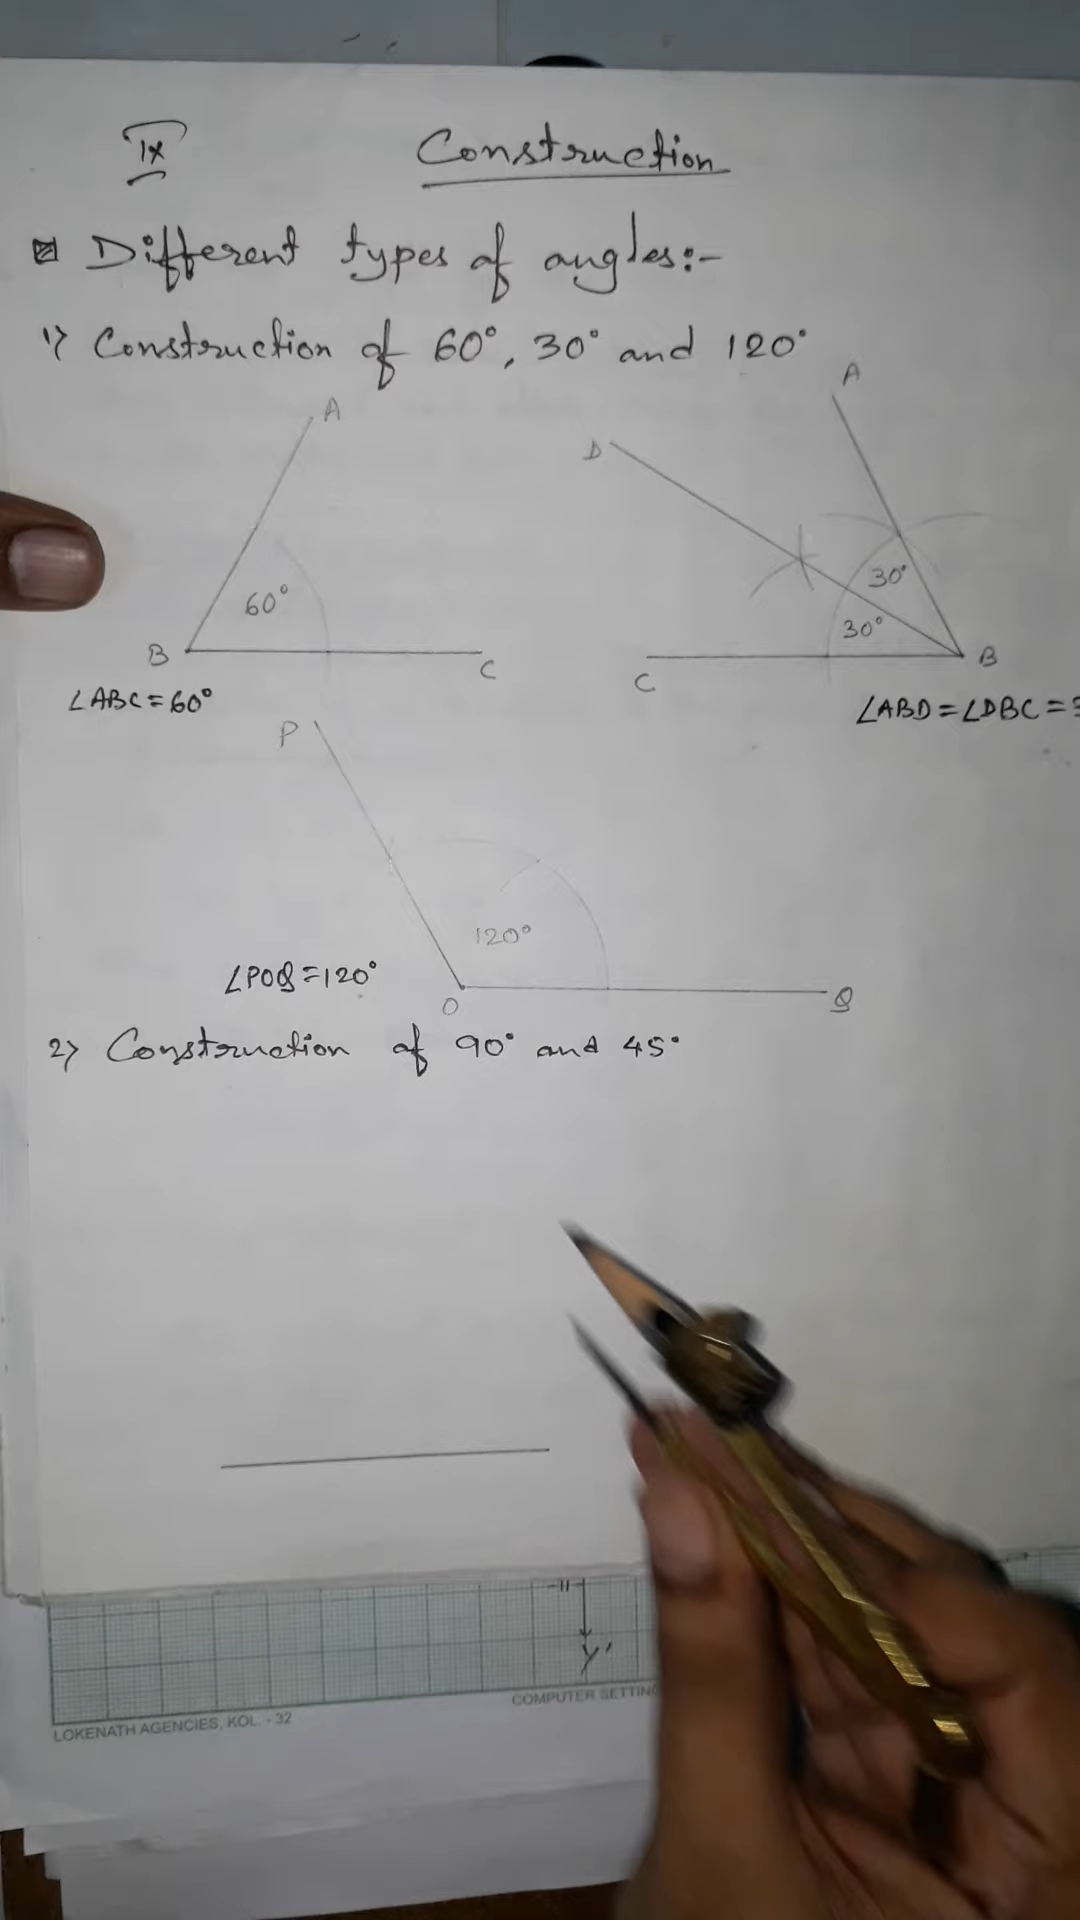 IX
Construction
Different types of angles:-
1) Construction of 60°, 30° and 120°
A
60°
B
C
∠ABC = 60°
A
D
30°
30°
C
B
∠ABD = ∠DBC =
P
120°
∠POQ = 120°
O
Q
2) Construction of 90° and 45°
-11
Y'
LOKENATH AGENCIES, KOL. - 32
COMPUTER